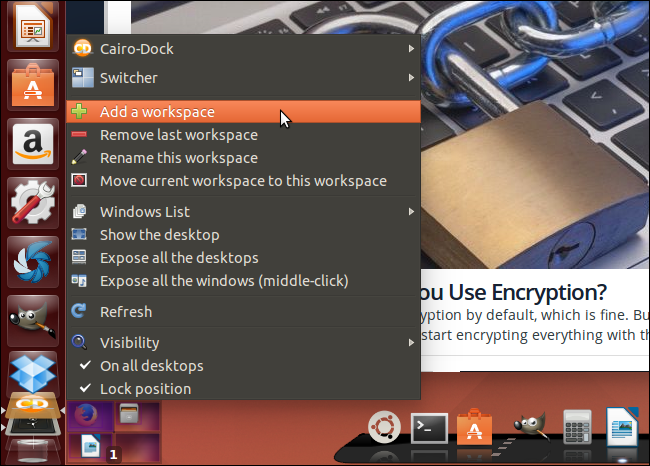 Cairo-Dock
Switcher
Add a workspace
Remove last workspace
Rename this workspace
Move current workspace to this workspace
Windows List
Show the desktop
Expose all the desktops
Expose all the windows (middle-click)
Refresh
Visibility
On all desktops
Lock position
ou Use Encryption?
yption by default, which is fine. Bu
start encrypting everything with th
1